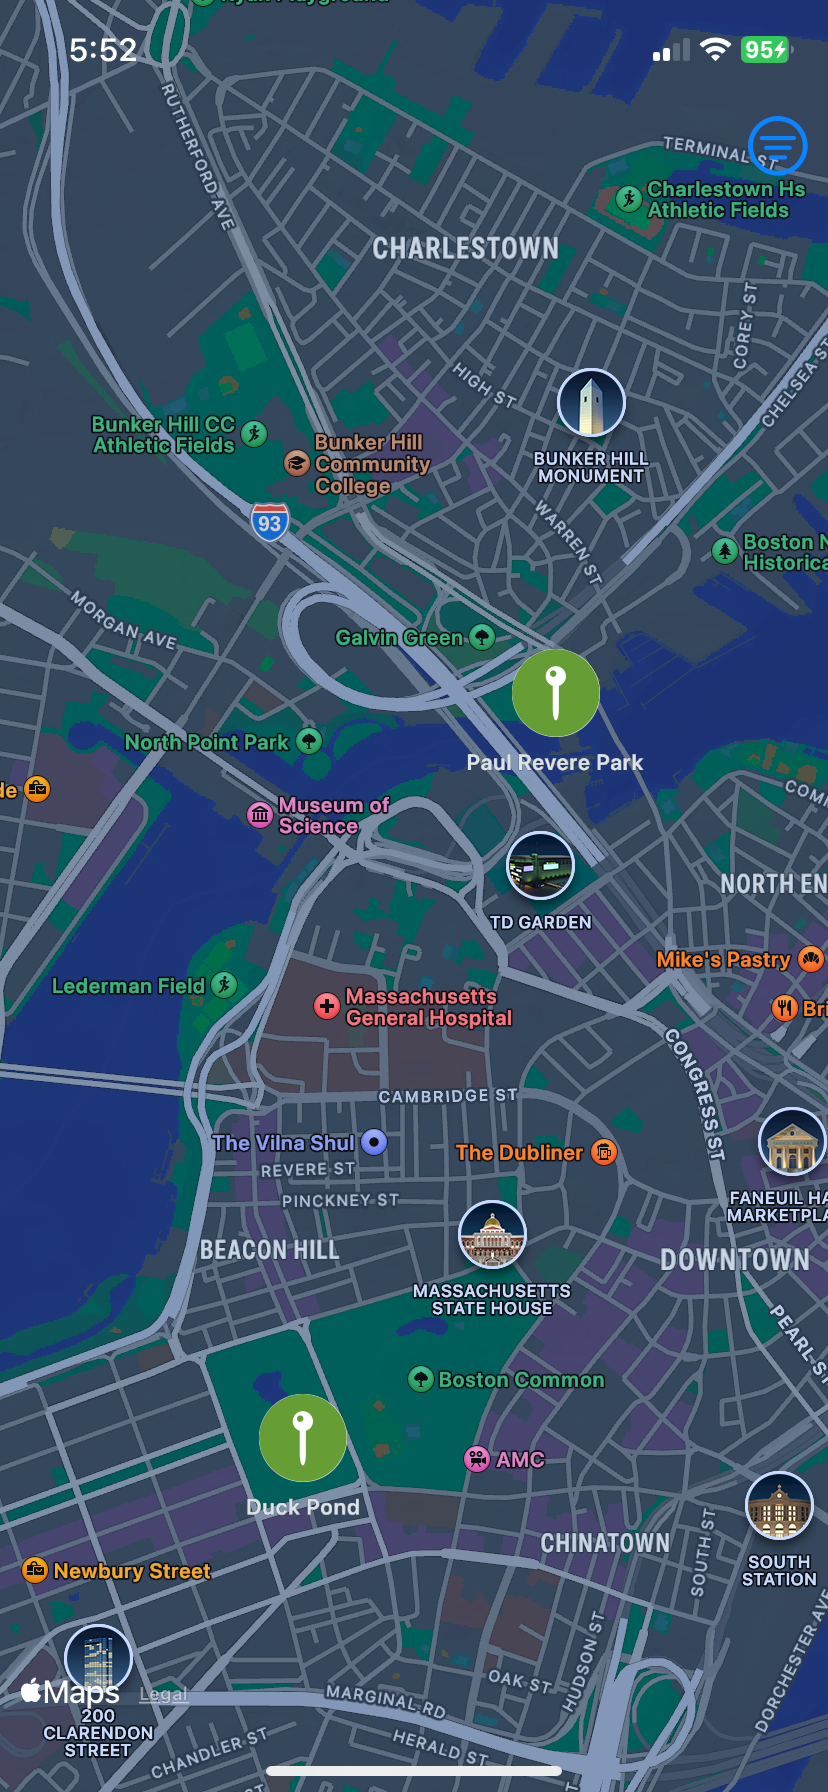 5:52
95
RUTHERFORD AVE
TERMINAL ST
Charlestown Hs
Athletic Fields
CHARLESTOWN
COREY ST
CHELSEA ST
HIGH ST
Bunker Hill CC
Athletic Fields
Bunker Hill
Community
College
BUNKER HILL
MONUMENT
93
WARREN ST
Boston N
Historica
MORGAN AVE
Galvin Green
North Point Park
Paul Revere Park
de
Museum of
Science
COMM
NORTH EN
TD GARDEN
Mike's Pastry
Bri
Lederman Field
Massachusetts
General Hospital
CONGRESS ST
CAMBRIDGE ST
The Vilna Shul
The Dubliner
REVERE ST
PINCKNEY ST
FANEUIL HA
MARKETPLA
BEACON HILL
DOWNTOWN
MASSACHUSETTS
STATE HOUSE
PEARL ST
Boston Common
AMC
Duck Pond
CHINATOWN
SOUTH ST
SOUTH
STATION
Newbury Street
HUDSON ST
DORCHESTER AVE
OAK ST
Maps
Legal
200
CLARENDON
STREET
MARGINAL RD
HERALD ST
CHANDLER ST